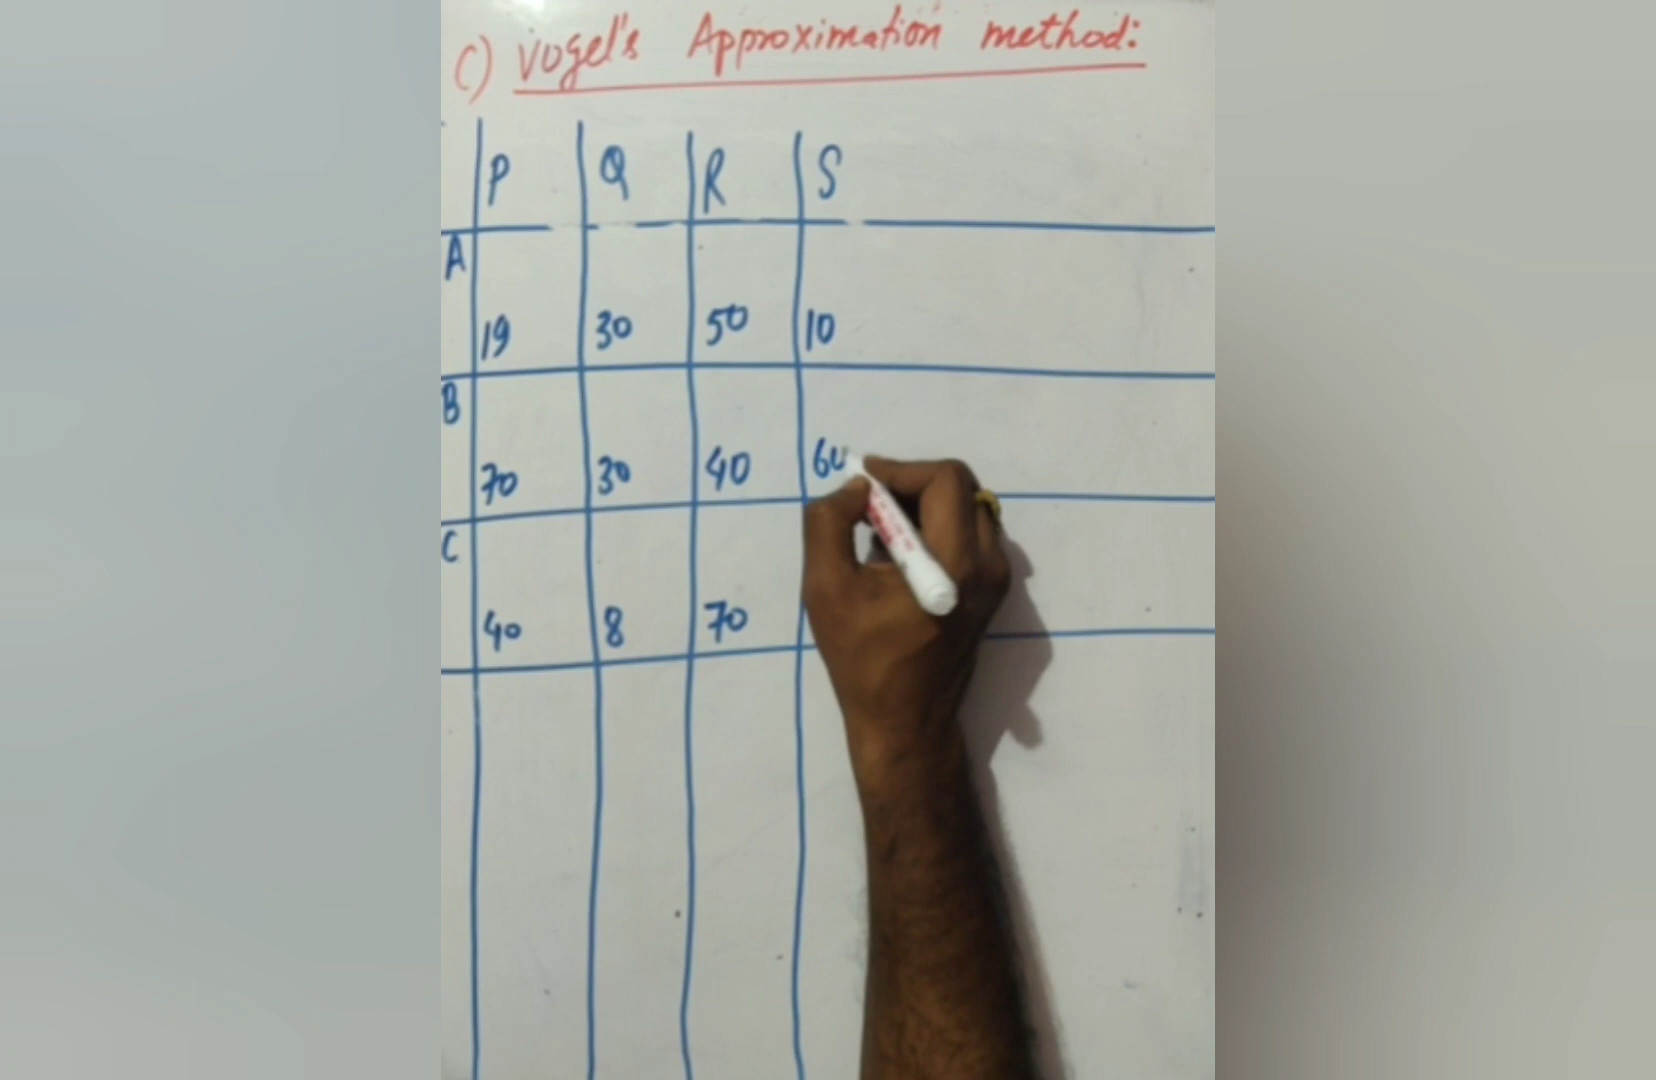 C) Vogel's Approximation method:
P Q R S
A
19 30 50 10
B
70 30 40 60
C
40 8 70